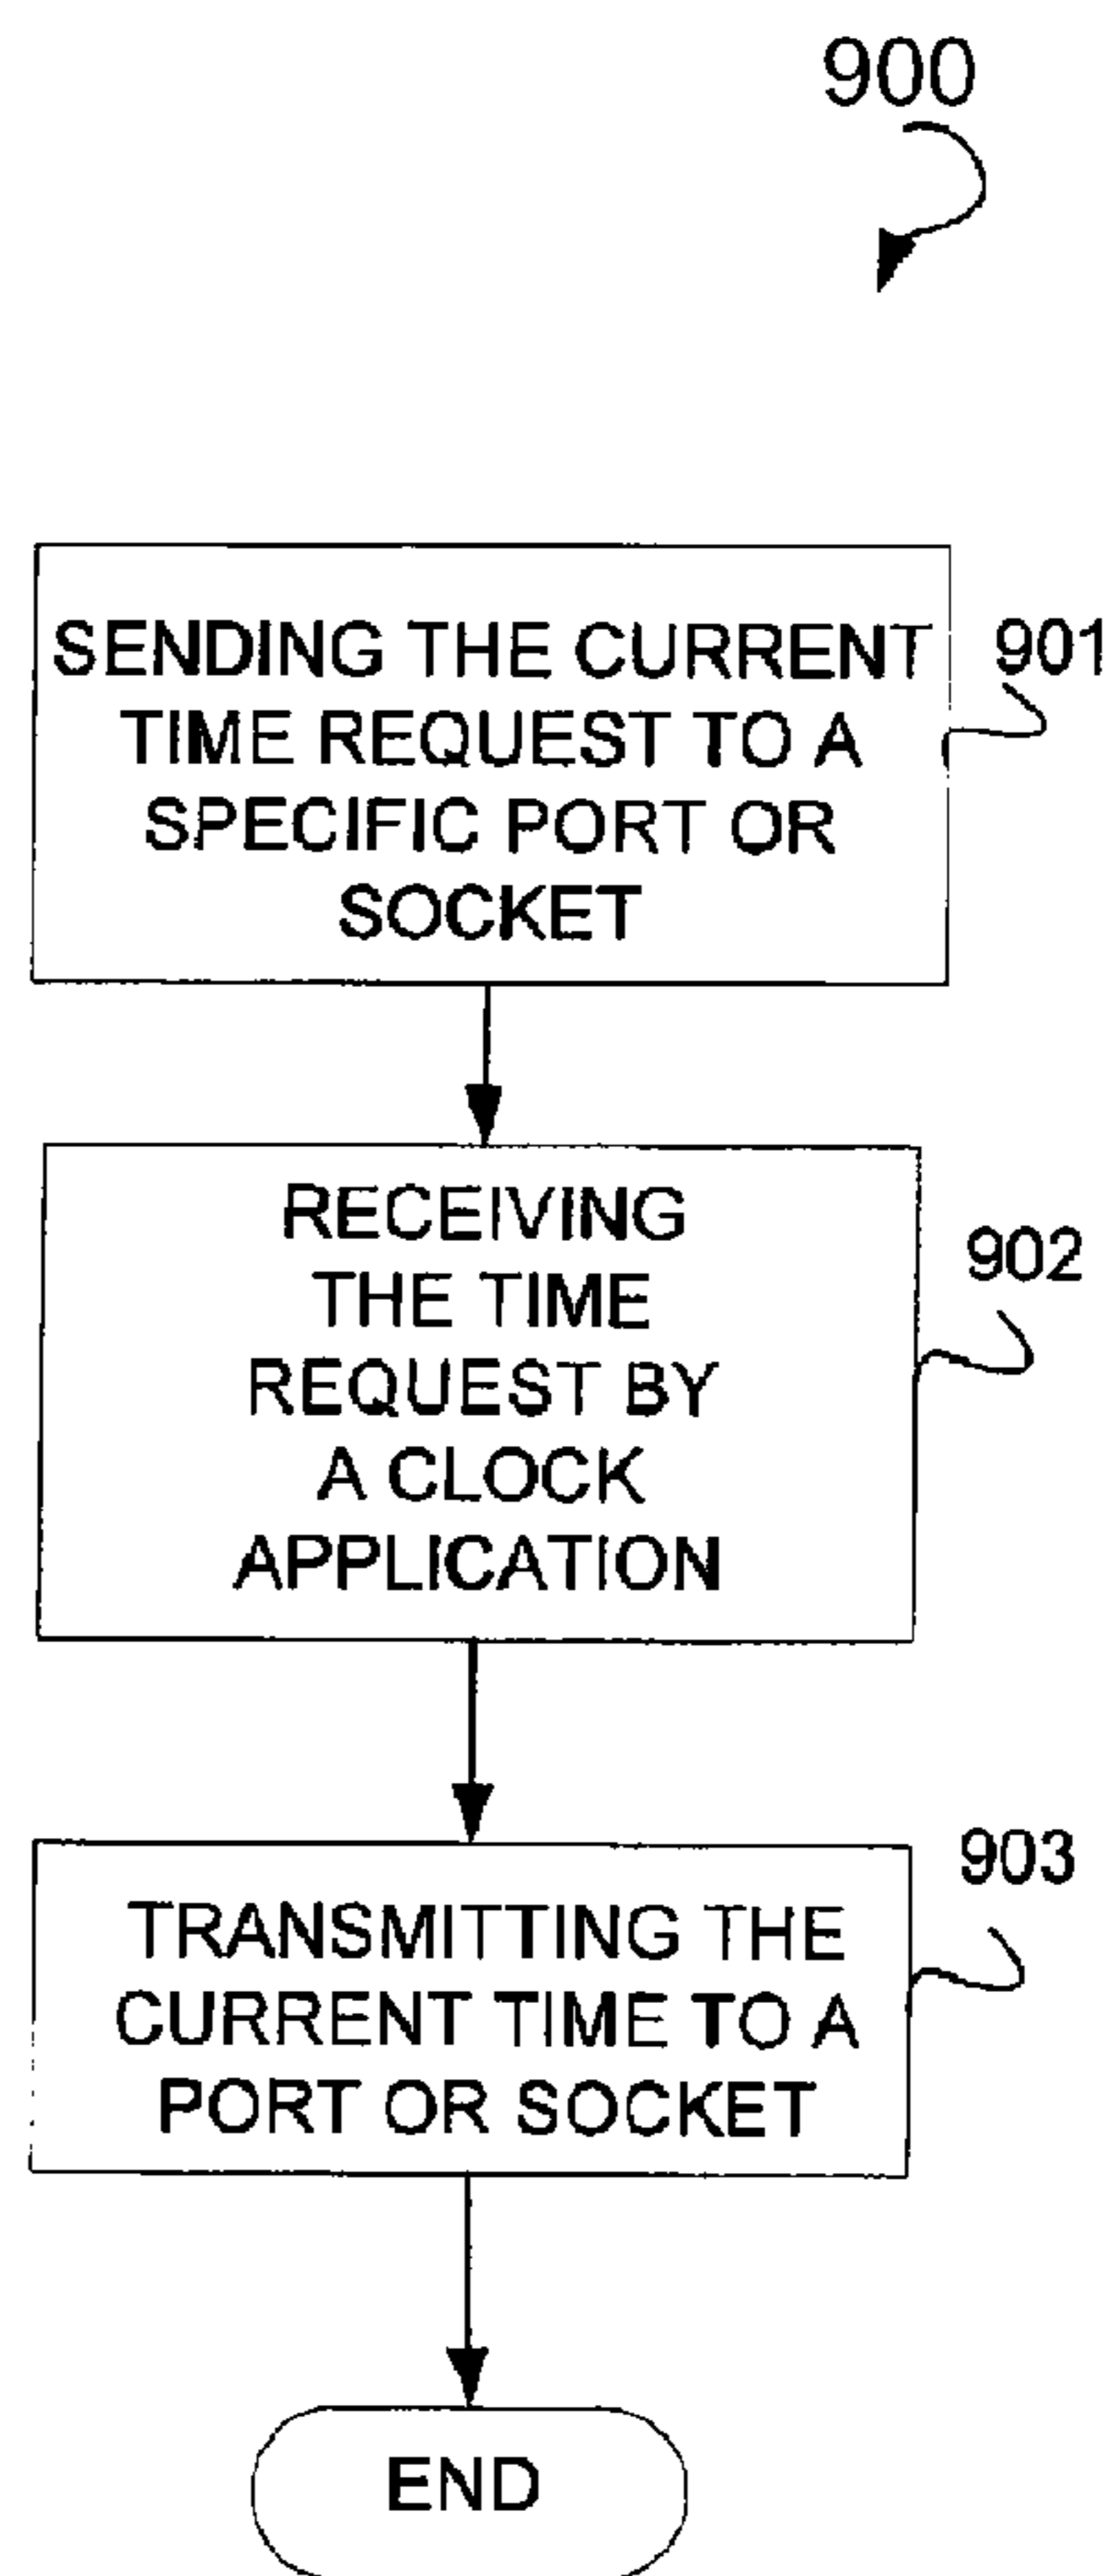 900
SENDING THE CURRENT
TIME REQUEST TO A
SPECIFIC PORT OR
SOCKET
901
RECEIVING
THE TIME
REQUEST BY
A CLOCK
APPLICATION
902
TRANSMITTING THE
CURRENT TIME TO A
PORT OR SOCKET
903
END